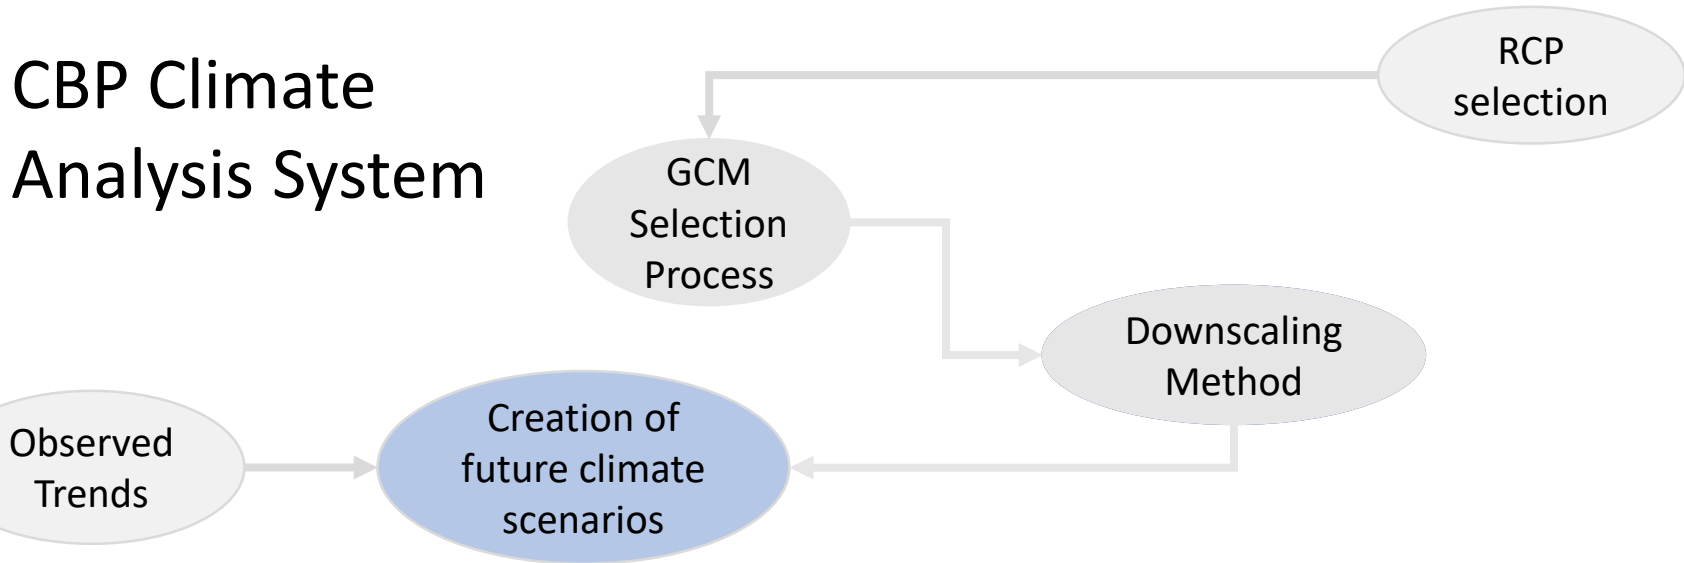 CBP Climate
Analysis System
RCP
selection
GCM
Selection
Process
Downscaling
Method
Observed
Trends
Creation of
future climate
scenarios